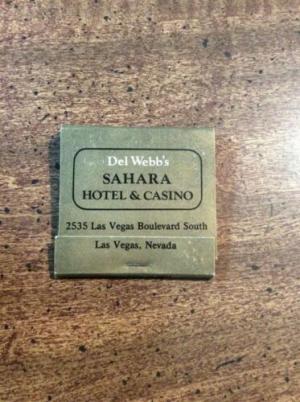 Del Webb's
SAHARA
HOTEL & CASINO
2535 Las Vegas Boulevard South
Las Vegas, Nevada